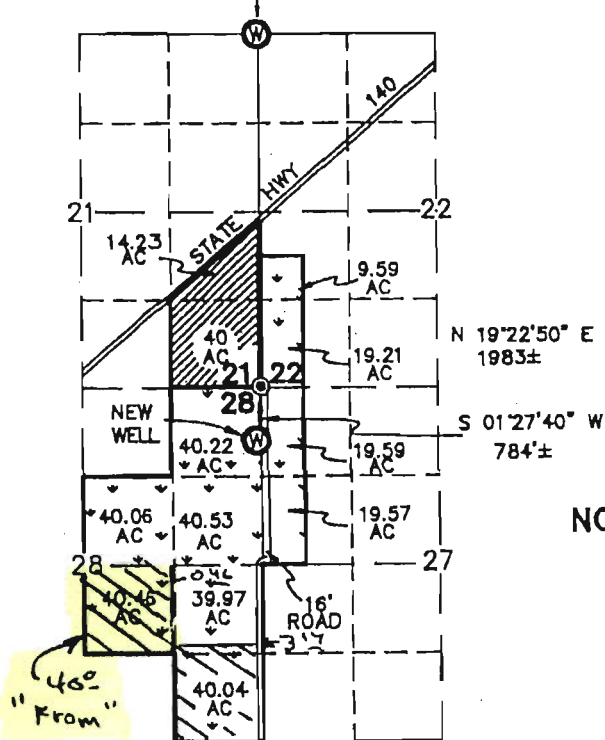 W
140
STATE HWY
21
22
14.23
AC
9.59
AC
40
AC
19.21
AC
N 19°22'50" E
1983±
21 22
28
NEW
WELL
W
S 01°27'40" W
784'±
40.22
AC
19.59
AC
40.06
AC
40.53
AC
19.57
AC
NO
28
27
40.45
AC
39.97
AC
16'
ROAD
40.04
AC
40°
"From"